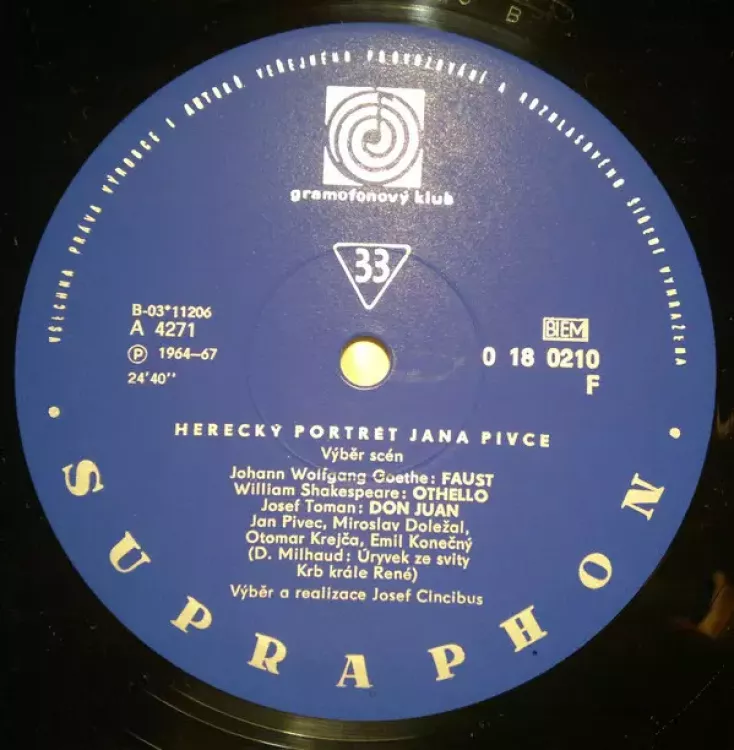 B
VŠECHNA PRÁVA VÝROBCE I AUTORŮ VEŘEJNÉHO PROVOZOVÁNÍ A ROZHLASOVÉHO ŠÍŘENÍ VYHRAŽENA
gramofonový klub
33
B-03*11206
A 4271
Ⓟ 1964–67
24'40''
BIEM
0 18 0210
F
HERECKÝ PORTRÉT JANA PIVCE
Výběr scén
Johann Wolfgang Goethe: FAUST
William Shakespeare: OTHELLO
Josef Toman: DON JUAN
Jan Pivec, Miroslav Doležal,
Otomar Krejča, Emil Konečný
(D. Milhaud: Úryvek ze svity
Krb krále René)
Výběr a realizace Josef Cincibus
• SUPRAPHON •